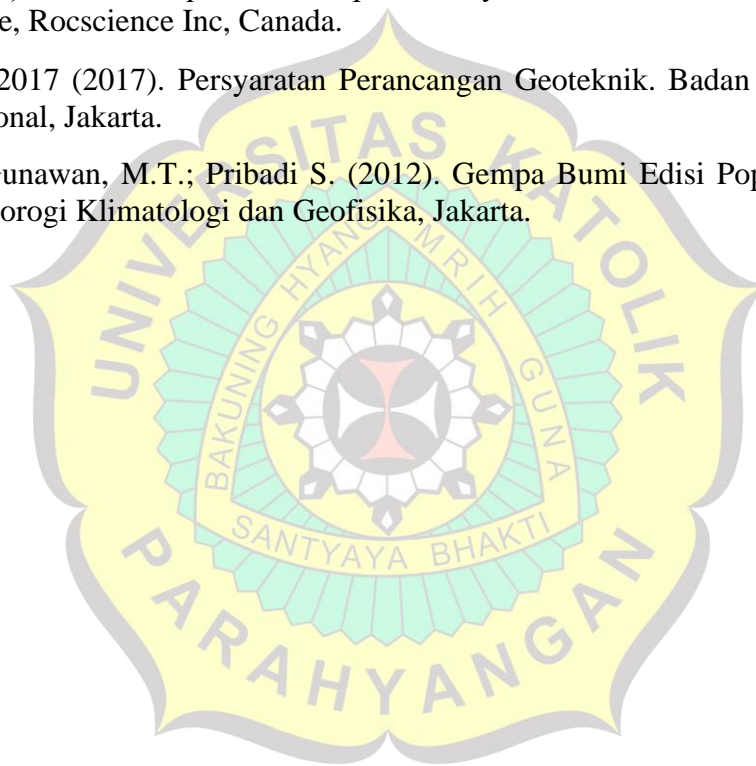 e, Rocscience Inc, Canada.
2017 (2017). Persyaratan Perancangan Geoteknik. Badan
onal, Jakarta.
unawan, M.T.; Pribadi S. (2012). Gempa Bumi Edisi Pop
orogi Klimatologi dan Geofisika, Jakarta.
UNIVERSITAS KATOLIK
BAKUNING HYANG MRIH GUNA
SANTYAYA BHAKTI
PARAHYANGAN